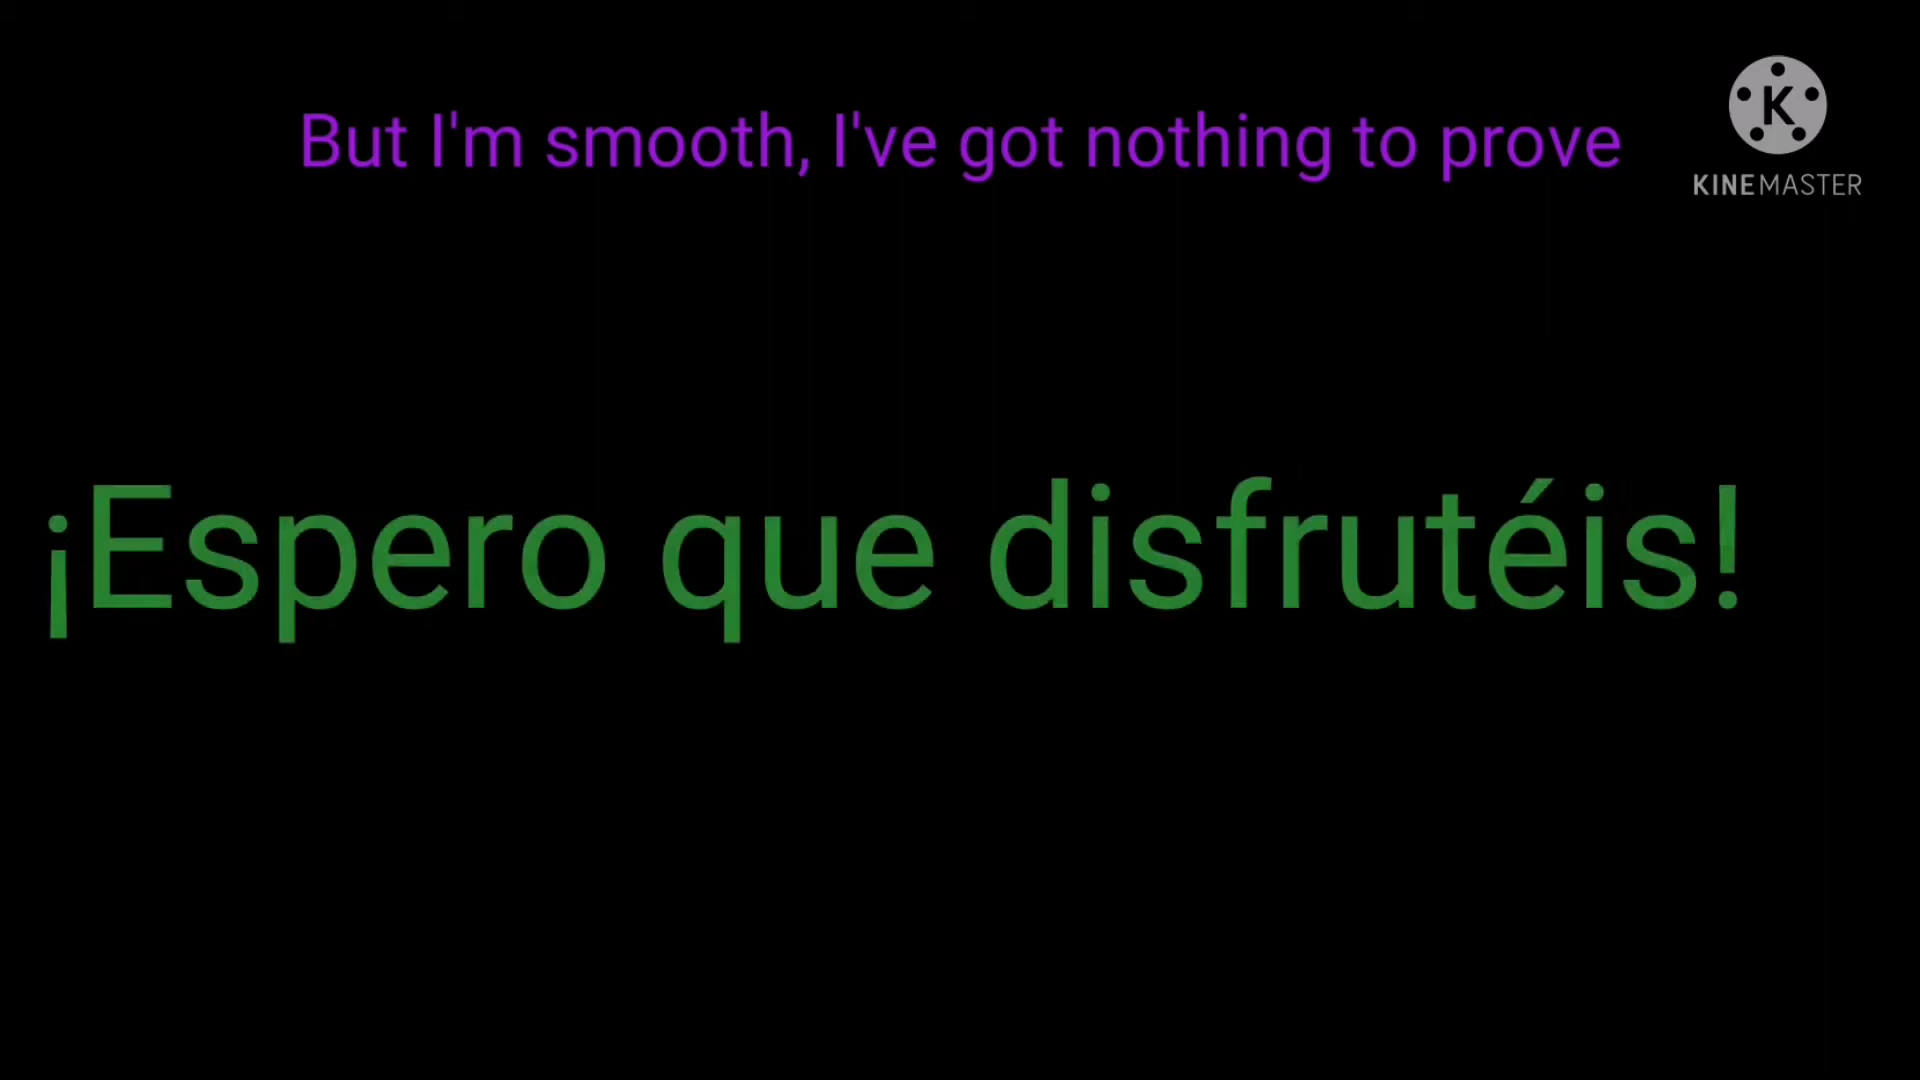 But I'm smooth, I've got nothing to prove
K
KINEMASTER
¡Espero que disfrutéis!